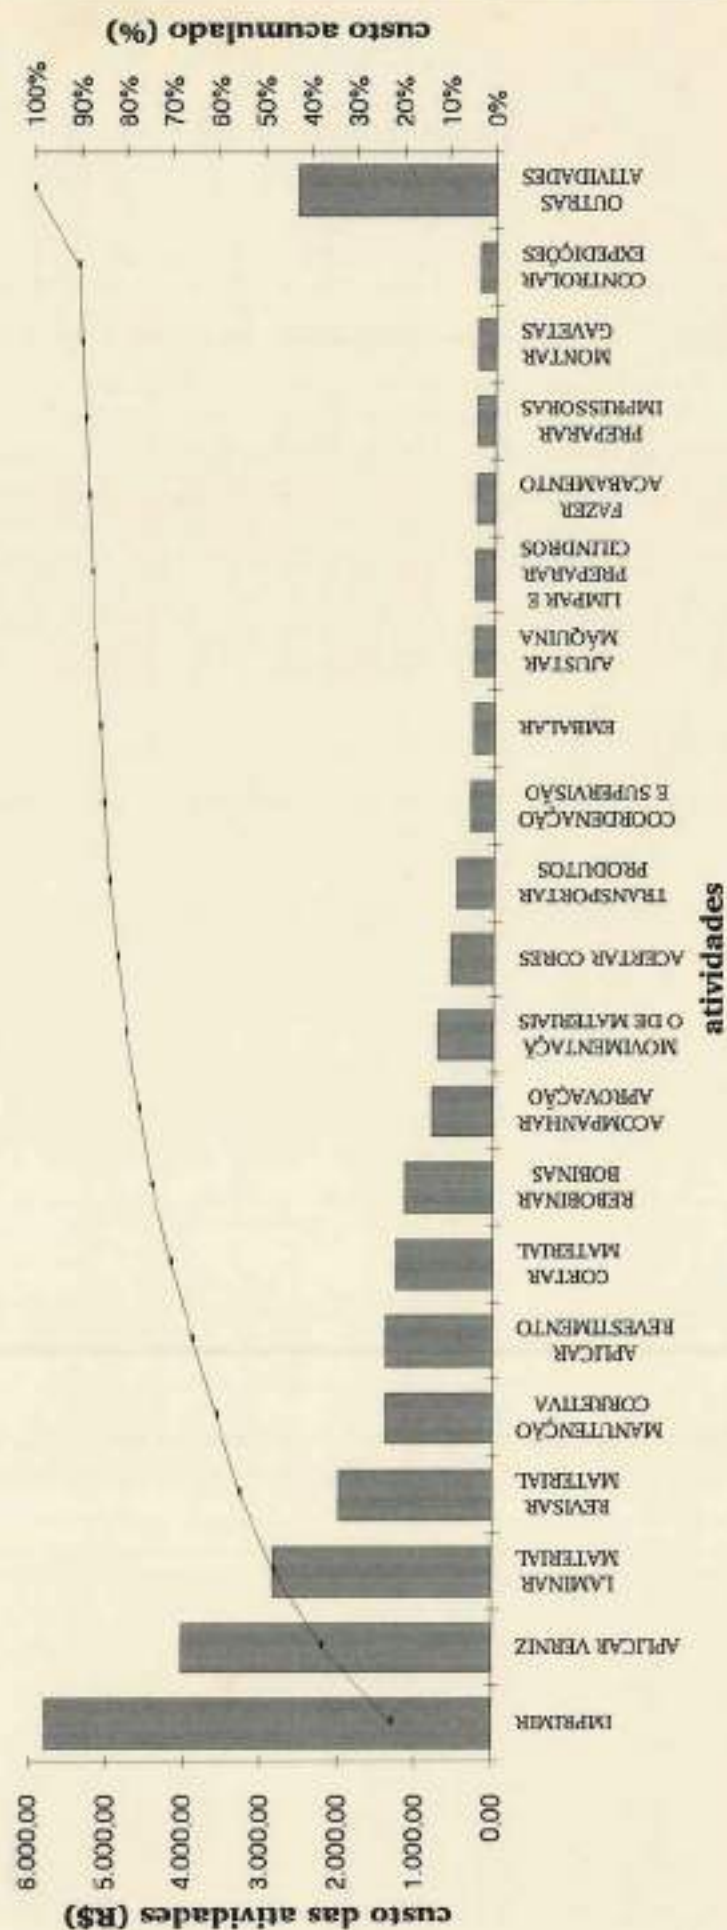 custo acumulado (%)
100%
90%
80%
70%
60%
50%
40%
30%
20%
10%
0%
OUTRAS
ATIVIDADES
CONTROLAR
EXPEDIÇÕES
MONTAR
GAVETAS
PREPARAR
IMPRESSORAS
FAZER
ACABAMENTO
LIMPAR E
PREPARAR
CILINDROS
AJUSTAR
MÁQUINA
EMBALAR
COORDENAÇÃO
E SUPERVISÃO
TRANSPORTAR
PRODUTOS
ACERTAR CORES
MOVIMENTAÇÃ
O DE MATERIAIS
ACOMPANHAR
APROVAÇÃO
REBOBINAR
BOBINAS
CORTAR
MATERIAL
APLICAR
REVESTIMENTO
MANUTENÇÃO
CORRETIVA
REVISAR
MATERIAL
LAMINAR
MATERIAL
APLICAR VERNIZ
IMPRIMIR
atividades
6.000,00
5.000,00
4.000,00
3.000,00
2.000,00
1.000,00
0.00
custo das atividades (R$)